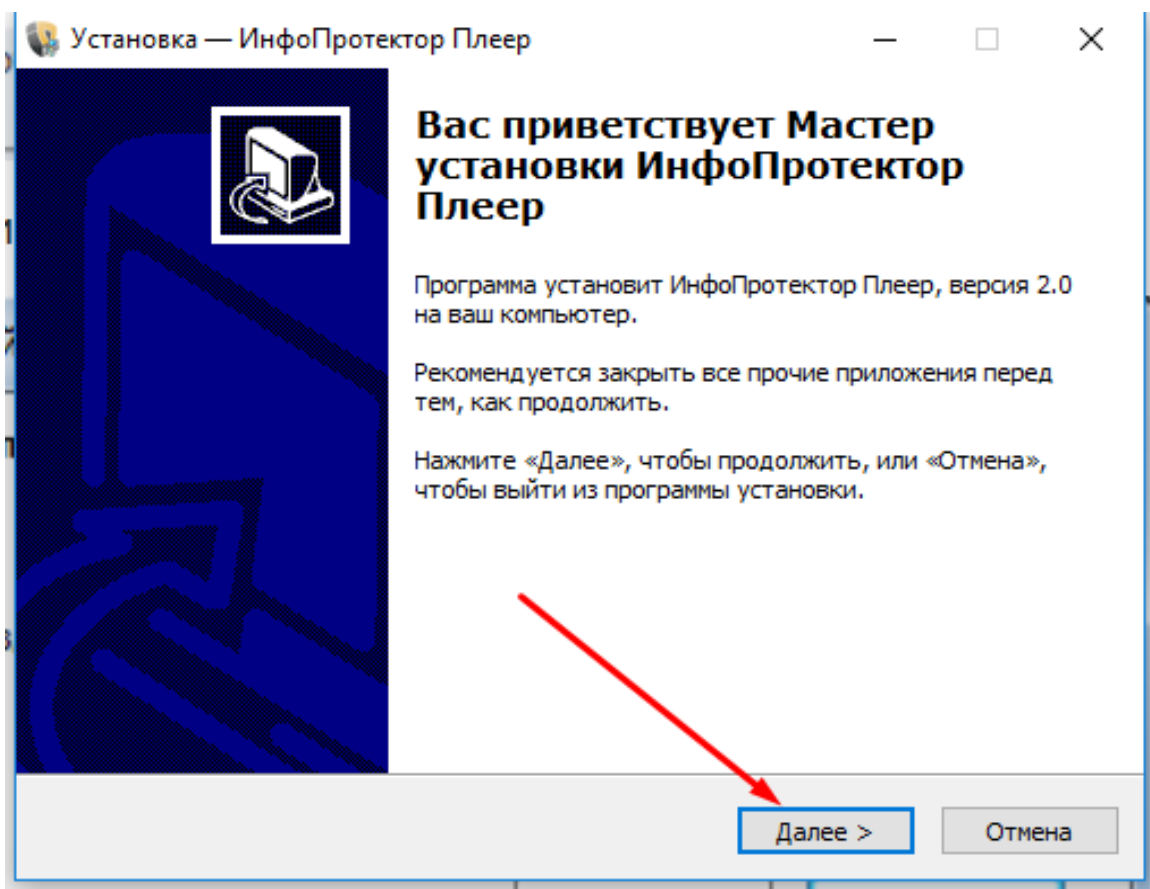 Установка — ИнфоПротектор Плеер
Вас приветствует Мастер
установки ИнфоПротектор
Плеер
Программа установит ИнфоПротектор Плеер, версия 2.0
на ваш компьютер.
Рекомендуется закрыть все прочие приложения перед
тем, как продолжить.
Нажмите «Далее», чтобы продолжить, или «Отмена»,
чтобы выйти из программы установки.
Далее >
Отмена